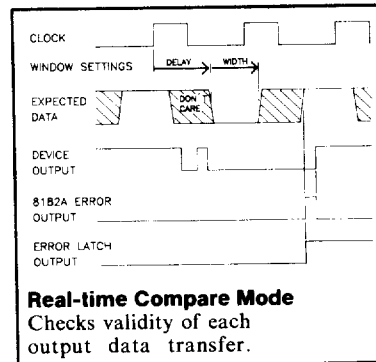 CLOCK
WINDOW SETTINGS
DELAY
WIDTH
EXPECTED
DATA
DON
CARE
DEVICE
OUTPUT
81B2A ERROR
OUTPUT
ERROR LATCH
OUTPUT
Real-time Compare Mode
Checks validity of each
output data transfer.